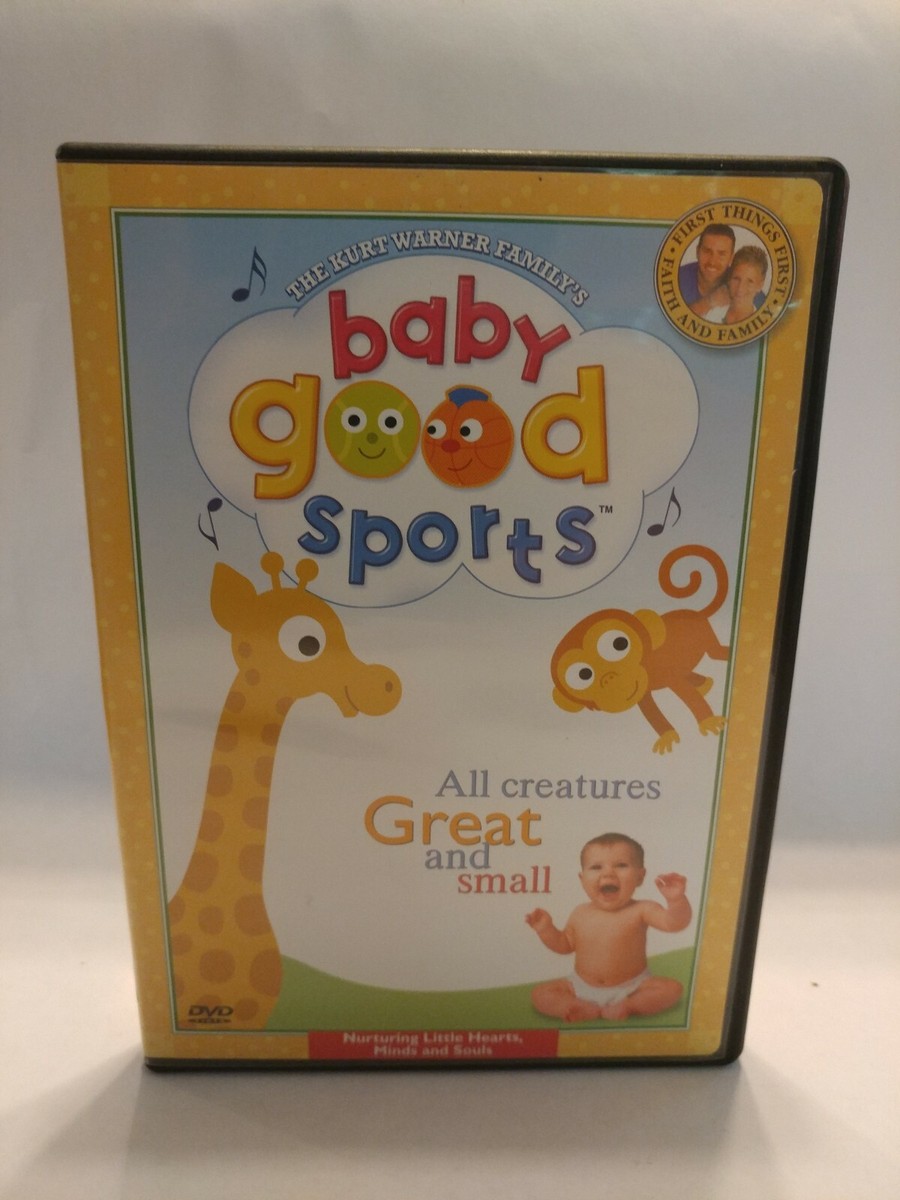 THE KURT WARNER FAMILY'S
FIRST THINGS FIRST •
FAITH AND FAMILY •
baby
good
sports™
All creatures
Great
and
small
DVD
Nurturing Little Hearts,
Minds and Souls